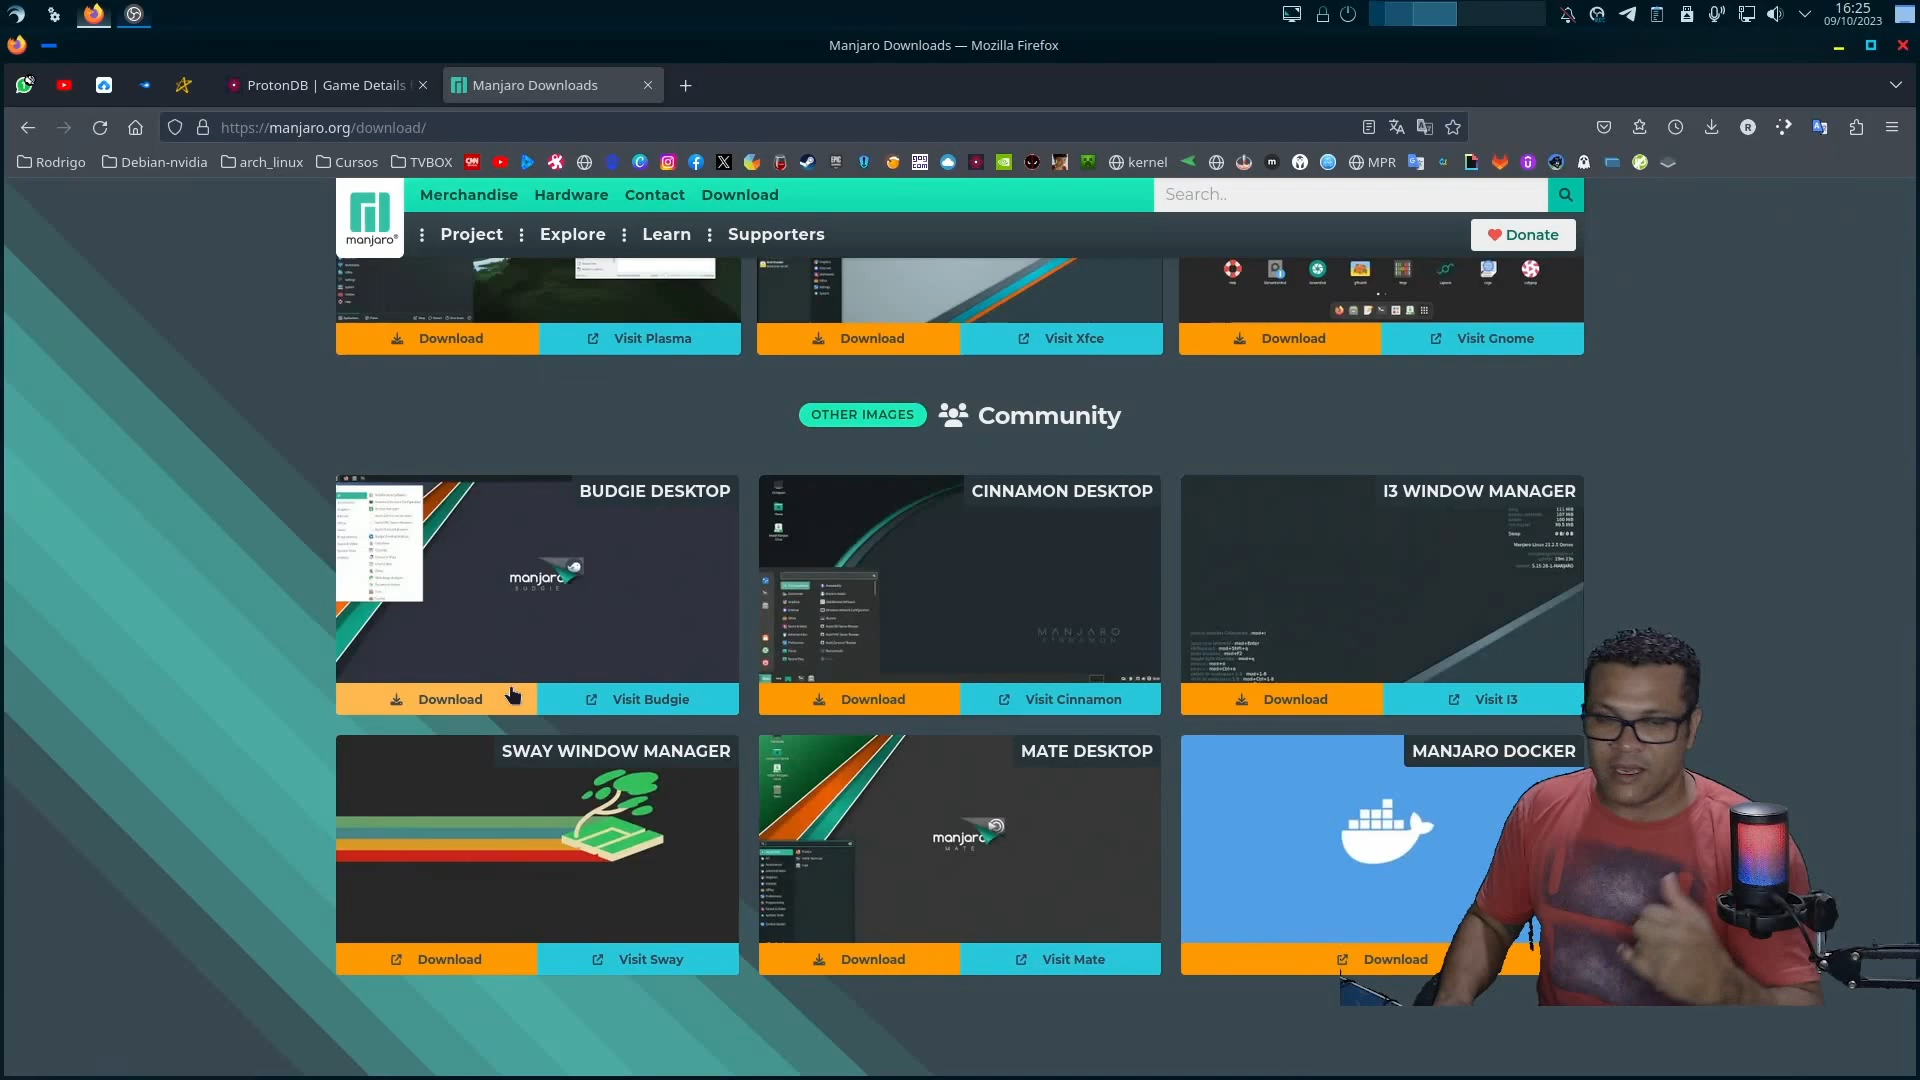 16:25
09/10/2023
Manjaro Downloads — Mozilla Firefox
ProtonDB | Game Details
Manjaro Downloads
https://manjaro.org/download/
Rodrigo
Debian-nvidia
arch_linux
Cursos
TVBOX
kernel
MPR
Merchandise
Hardware
Contact
Download
Search..
manjaro®
Project
Explore
Learn
Supporters
Donate
Download
Visit Plasma
Download
Visit Xfce
Download
Visit Gnome
OTHER IMAGES
Community
BUDGIE DESKTOP
CINNAMON DESKTOP
I3 WINDOW MANAGER
manjaro
BUDGIE
MANJARO
CINNAMON
Download
Visit Budgie
Download
Visit Cinnamon
Download
Visit I3
SWAY WINDOW MANAGER
MATE DESKTOP
MANJARO DOCKER
manjaro
MATE
Download
Visit Sway
Download
Visit Mate
Download